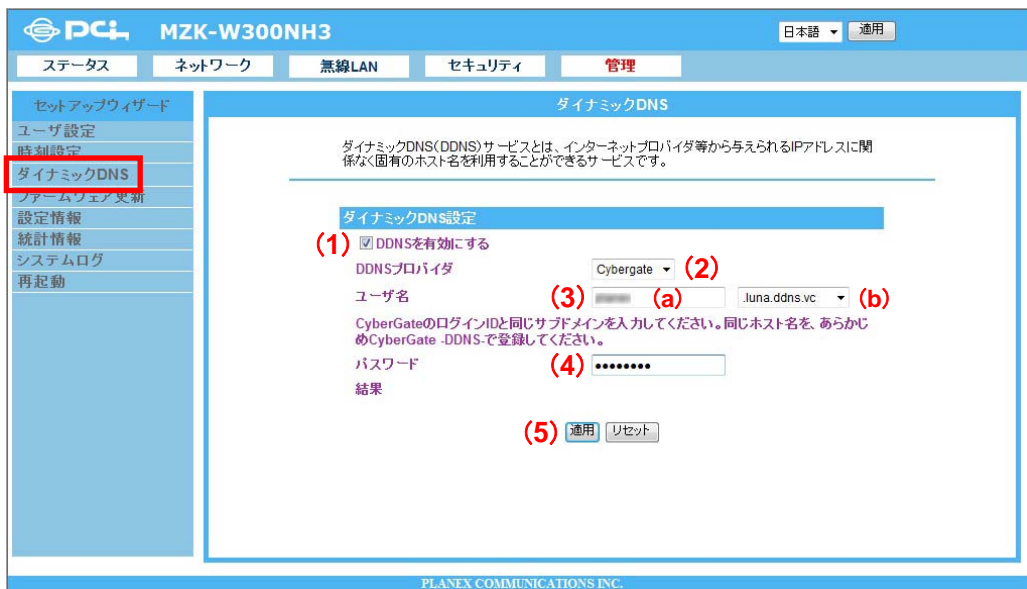 PCi MZK-W300NH3 日本語 適用
ステータス ネットワーク 無線LAN セキュリティ 管理
セットアップウィザード
ユーザ設定
時刻設定
ダイナミックDNS
ファームウェア更新
設定情報
統計情報
システムログ
再起動
ダイナミックDNS
ダイナミックDNS(DDNS)サービスとは、インターネットプロバイダ等から与えられるIPアドレスに関
係なく固有のホスト名を利用することができるサービスです。
ダイナミックDNS設定
(1) DDNSを有効にする
DDNSプロバイダ Cybergate (2)
ユーザ名 (3) (a) .luna.ddns.vc (b)
CyberGateのログインIDと同じサブドメインを入力してください。同じホスト名を、あらかじ
めCyberGate -DDNS-で登録してください。
パスワード (4) ••••••••
結果
(5) 適用 リセット
PLANEX COMMUNICATIONS INC.